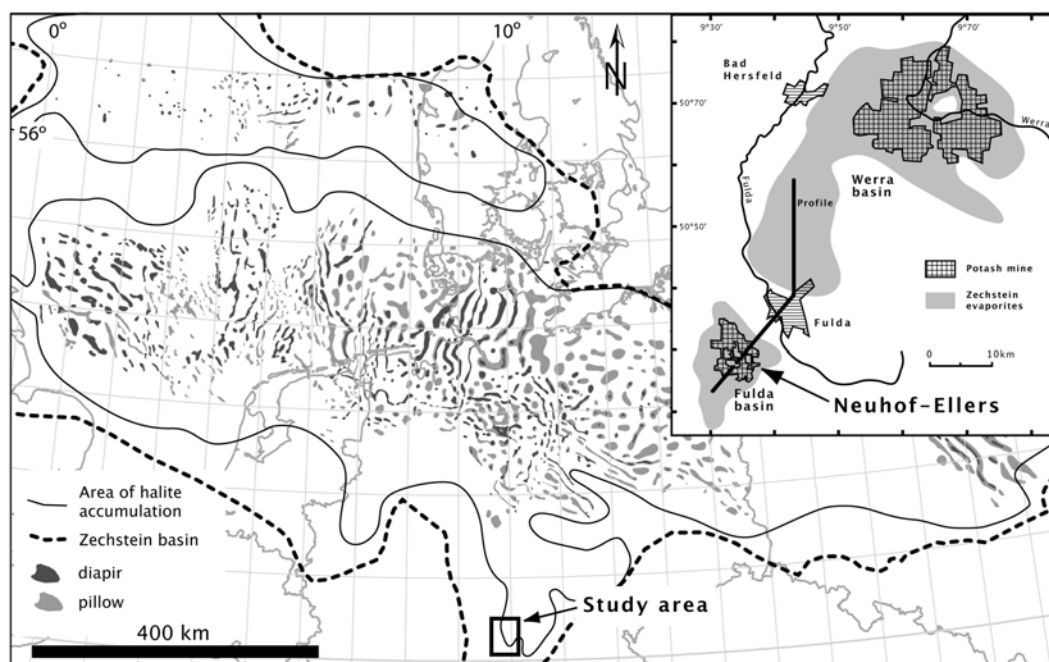 0°
10°
56°
N
Area of halite
accumulation
Zechstein basin
diapir
pillow
400 km
Study area
9°30
9°50
9°70
50°70
50°50
Bad
Hersfeld
Fulda
Werra
Werra
basin
Profile
Fulda
Fulda
basin
Neuhof-Ellers
Potash mine
Zechstein
evaporites
0
10km